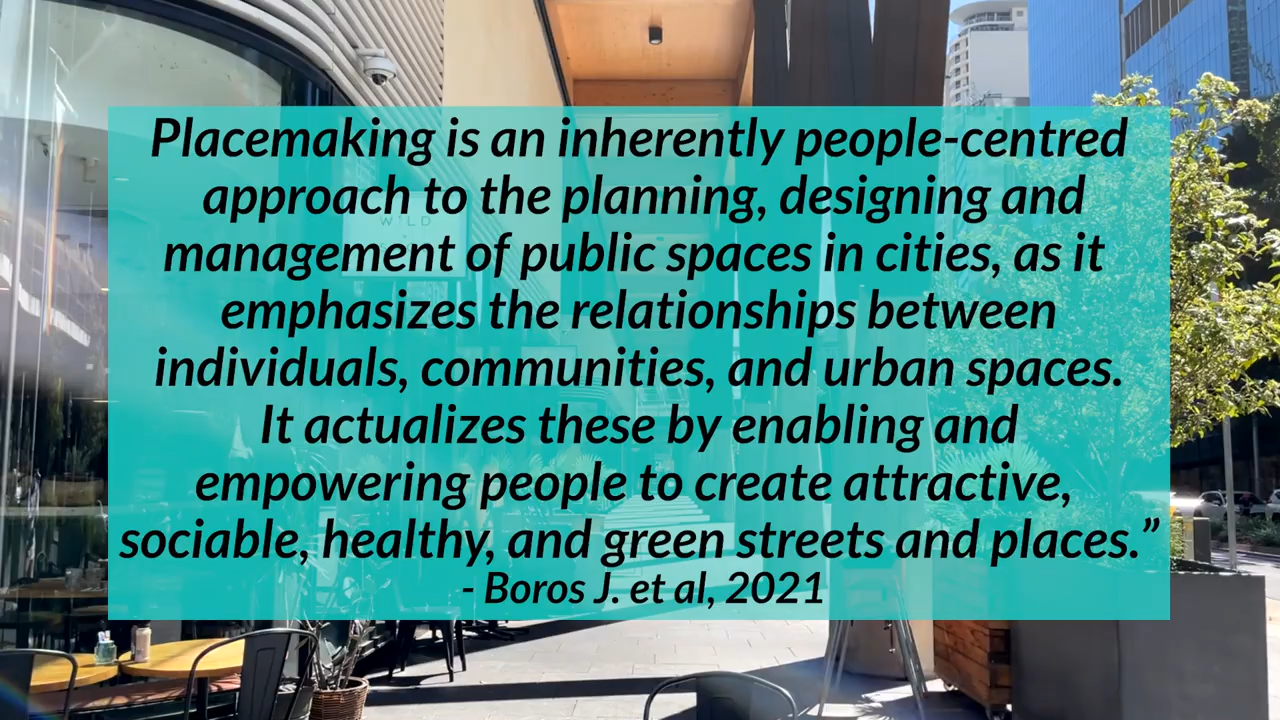 Placemaking is an inherently people-centred
approach to the planning, designing and
management of public spaces in cities, as it
emphasizes the relationships between
individuals, communities, and urban spaces.
It actualizes these by enabling and
empowering people to create attractive,
sociable, healthy, and green streets and places.”
- Boros J. et al, 2021
WILD